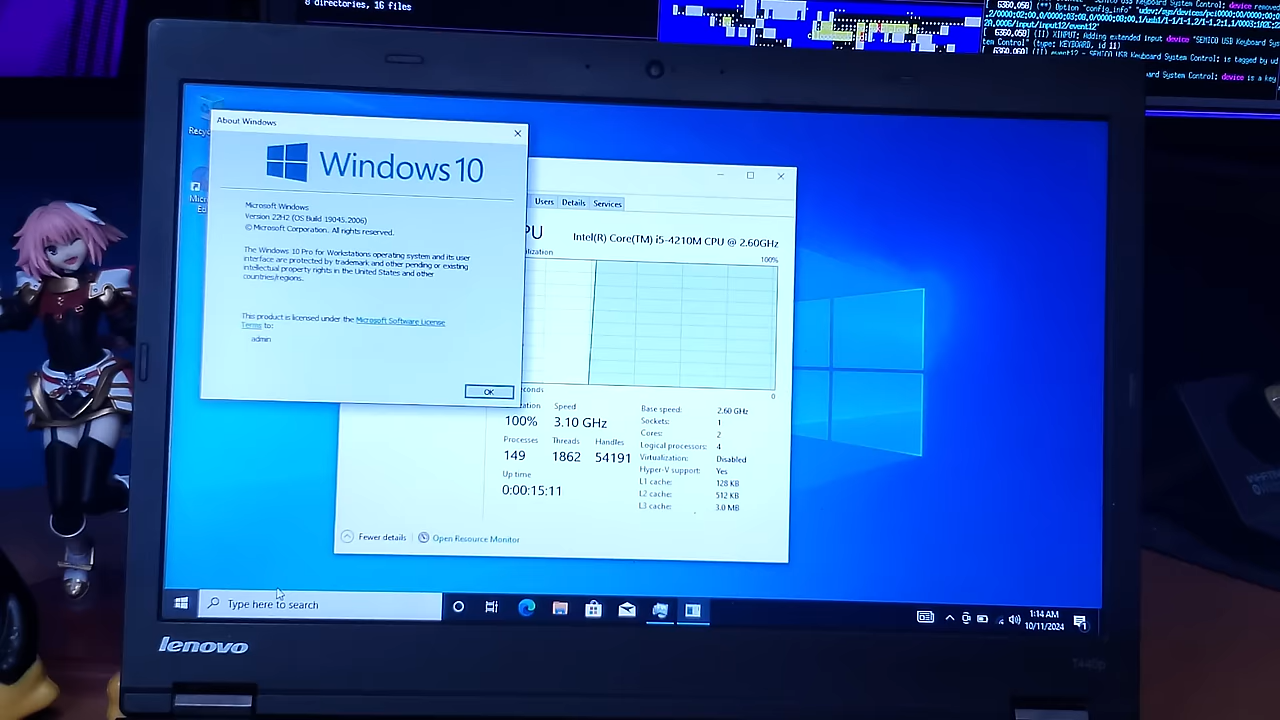 8 directories, 16 files
About Windows
Windows 10
Microsoft Windows
Version 22H2 (OS Build 19045.2006)
© Microsoft Corporation. All rights reserved.
The Windows 10 Pro for Workstations operating system and its user
interface are protected by trademark and other pending or existing
intellectual property rights in the United States and other
countries/regions.
This product is licensed under the Microsoft Software License
Terms to:
admin
OK
Users Details Services
Intel(R) Core(TM) i5-4210M CPU @ 2.60GHz
100%
0
Speed
100% 3.10 GHz
Processes Threads Handles
149 1862 54191
Up time
0:00:15:11
Base speed: 2.60 GHz
Sockets: 1
Cores: 2
Logical processors: 4
Virtualization: Disabled
Hyper-V support: Yes
L1 cache: 128 KB
L2 cache: 512 KB
L3 cache: 3.0 MB
Fewer details
Open Resource Monitor
Type here to search
1:14 AM
10/11/2024
lenovo
T440p